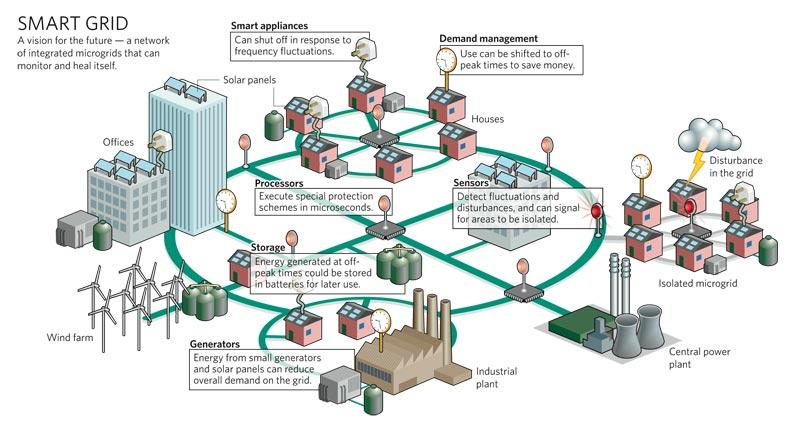 SMART GRID
A vision for the future — a network
of integrated microgrids that can
monitor and heal itself.
Smart appliances
Can shut off in response to
frequency fluctuations.
Demand management
Use can be shifted to off-
peak times to save money.
Solar panels
Offices
Houses
Disturbance
in the grid
Processors
Execute special protection
schemes in microseconds.
Sensors
Detect fluctuations and
disturbances, and can signal
for areas to be isolated.
Storage
Energy generated at off-
peak times could be stored
in batteries for later use.
Isolated microgrid
Wind farm
Generators
Energy from small generators
and solar panels can reduce
overall demand on the grid.
Industrial
plant
Central power
plant